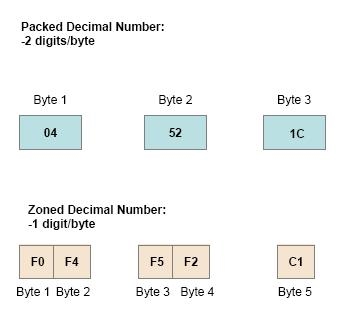 Packed Decimal Number:
-2 digits/byte
Byte 1 Byte 2 Byte 3
04 52 1C
Zoned Decimal Number:
-1 digit/byte
F0 F4 F5 F2 C1
Byte 1 Byte 2 Byte 3 Byte 4 Byte 5